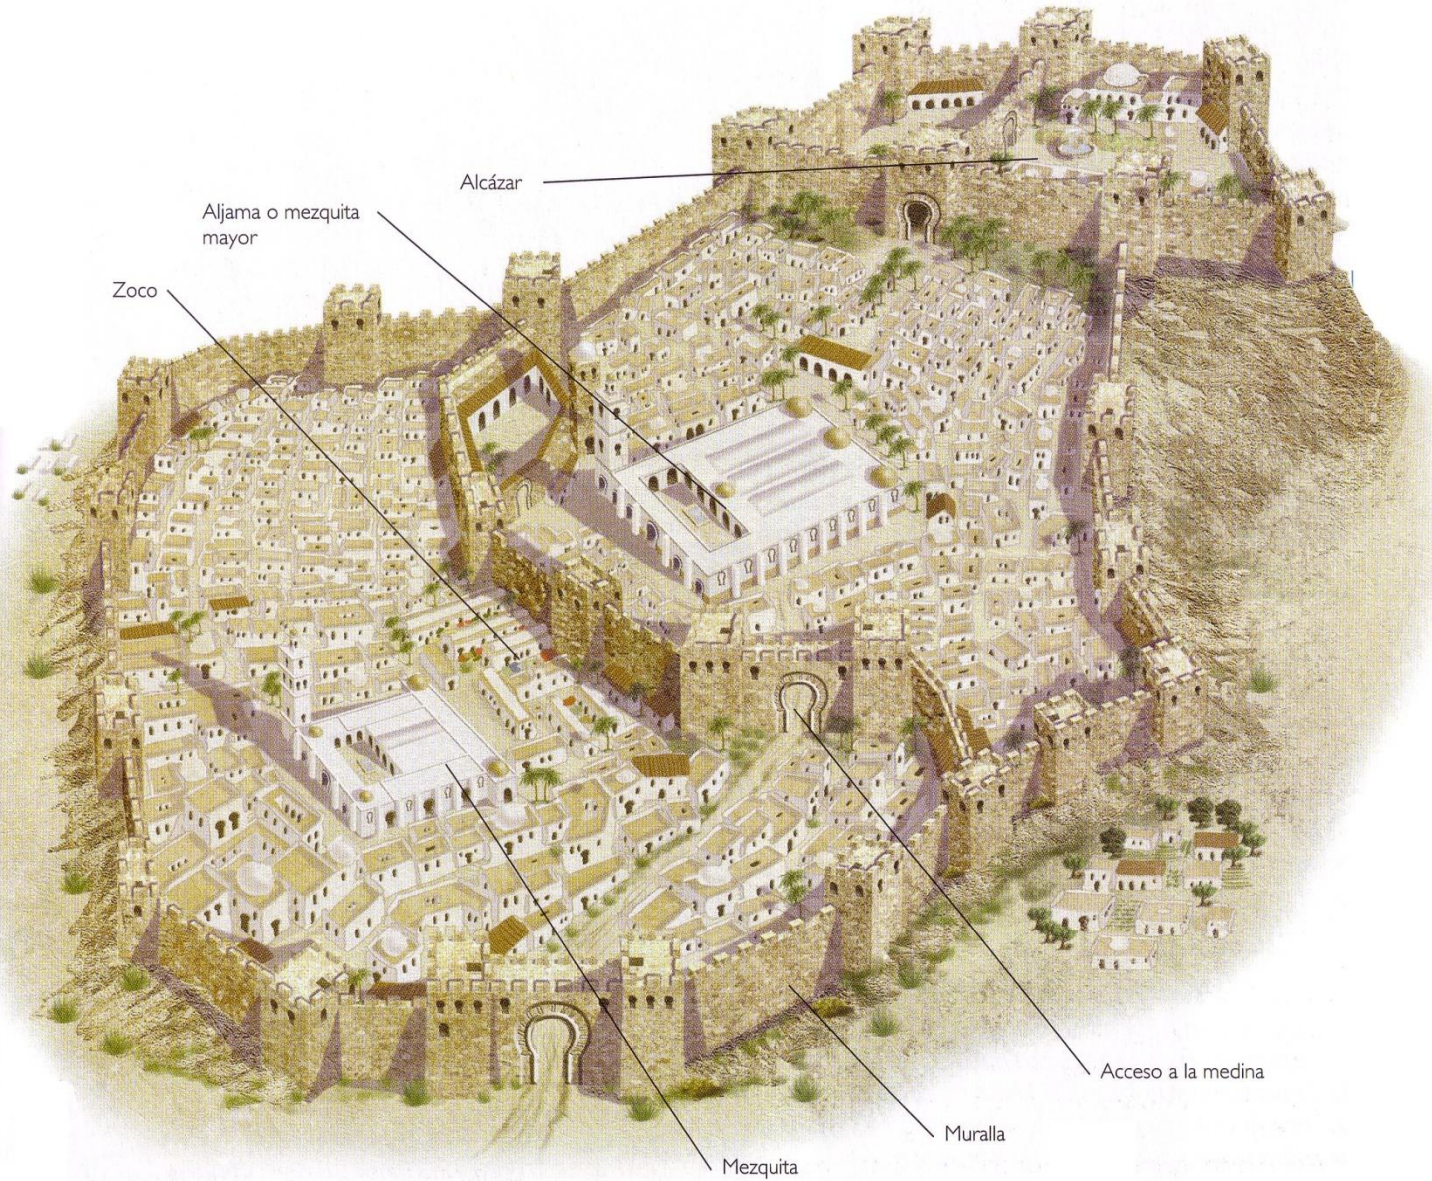 Alcázar
Aljama o mezquita
mayor
Zoco
Acceso a la medina
Muralla
Mezquita